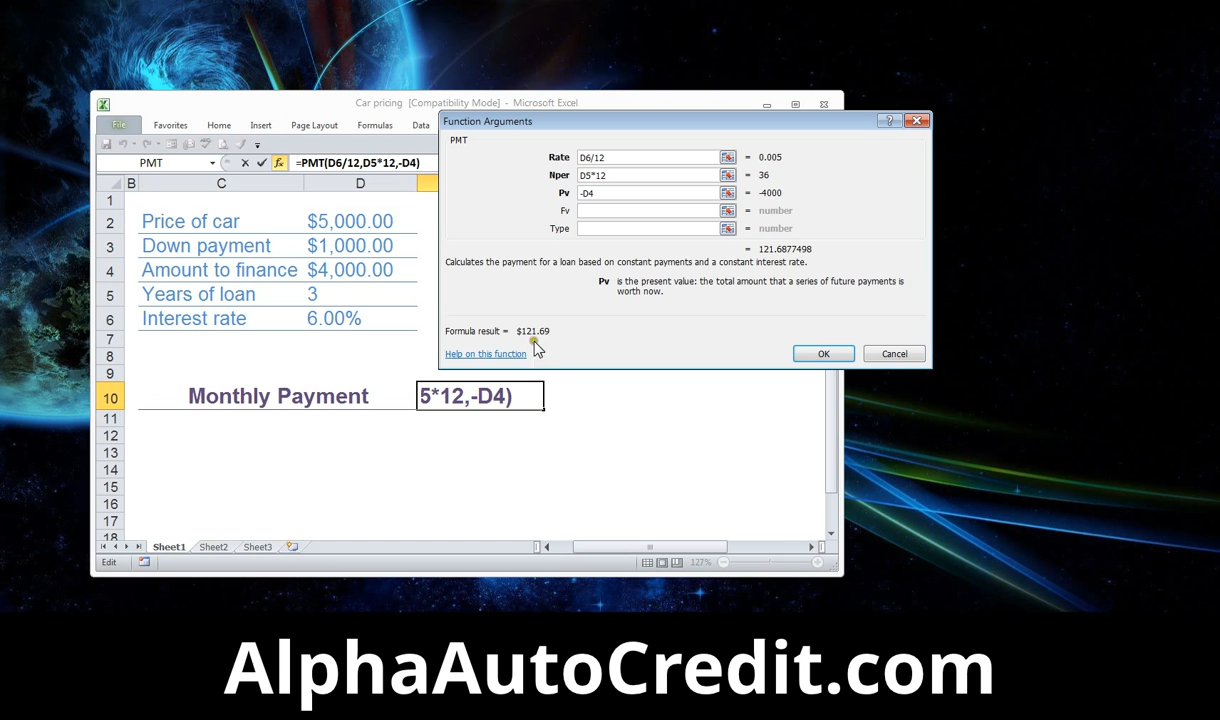 Car pricing [Compatibility Mode] - Microsoft Excel
File Favorites Home Insert Page Layout Formulas Data
PMT =PMT(D6/12,D5*12,-D4)
B C D
1
2 Price of car $5,000.00
3 Down payment $1,000.00
4 Amount to finance $4,000.00
5 Years of loan 3
6 Interest rate 6.00%
7
8
9
10 Monthly Payment 5*12,-D4)
11
12
13
14
15
16
17
18
Sheet1 Sheet2 Sheet3
Edit 127%
Function Arguments
PMT
Rate D6/12 = 0.005
Nper D5*12 = 36
Pv -D4 = -4000
Fv = number
Type = number
= 121.6877498
Calculates the payment for a loan based on constant payments and a constant interest rate.
Pv is the present value: the total amount that a series of future payments is
worth now.
Formula result = $121.69
Help on this function OK Cancel
AlphaAutoCredit.com